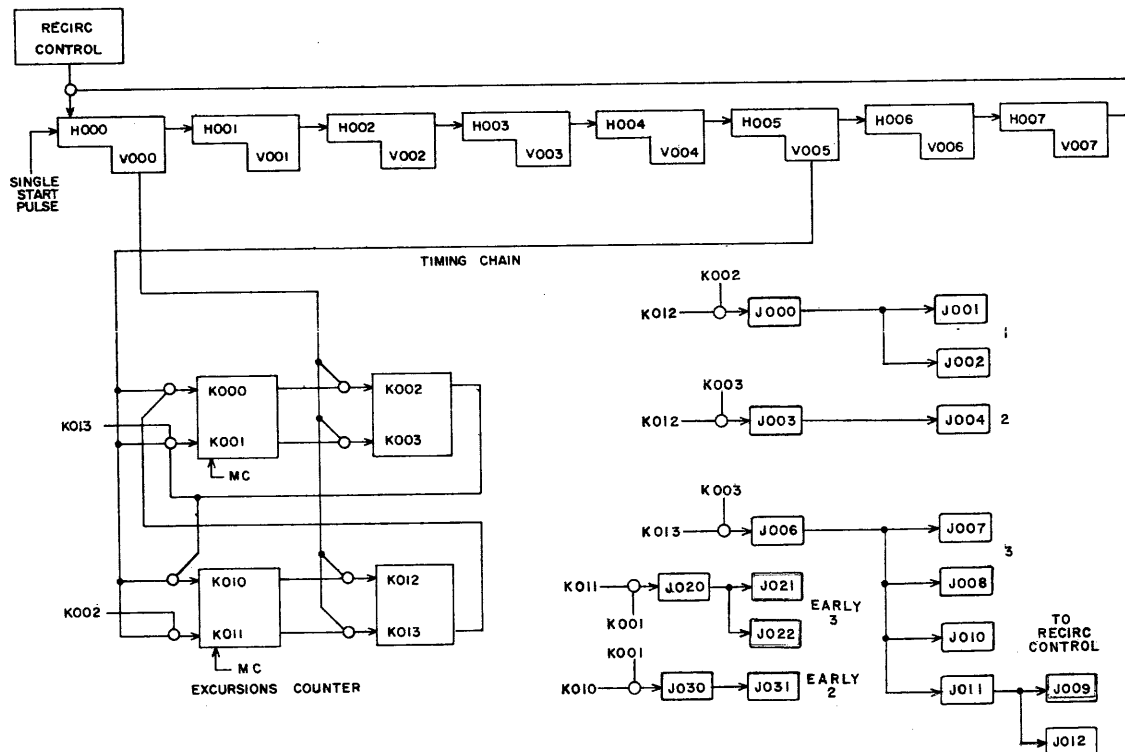 RECIRC
CONTROL
H000
V000
H001
V001
H002
V002
H003
V003
H004
V004
H005
V005
H006
V006
H007
V007
SINGLE
START
PULSE
TIMING CHAIN
K000
K001
K002
K003
K013
MC
K010
K011
K012
K013
K002
MC
EXCURSIONS COUNTER
K002
K012
J000
J001
J002
1
K003
K012
J003
J004
2
K003
K013
J006
J007
3
J008
J010
J011
TO
RECIRC
CONTROL
J009
J012
K011
J020
J021
J022
EARLY
3
K001
K001
K010
J030
J031
EARLY
2